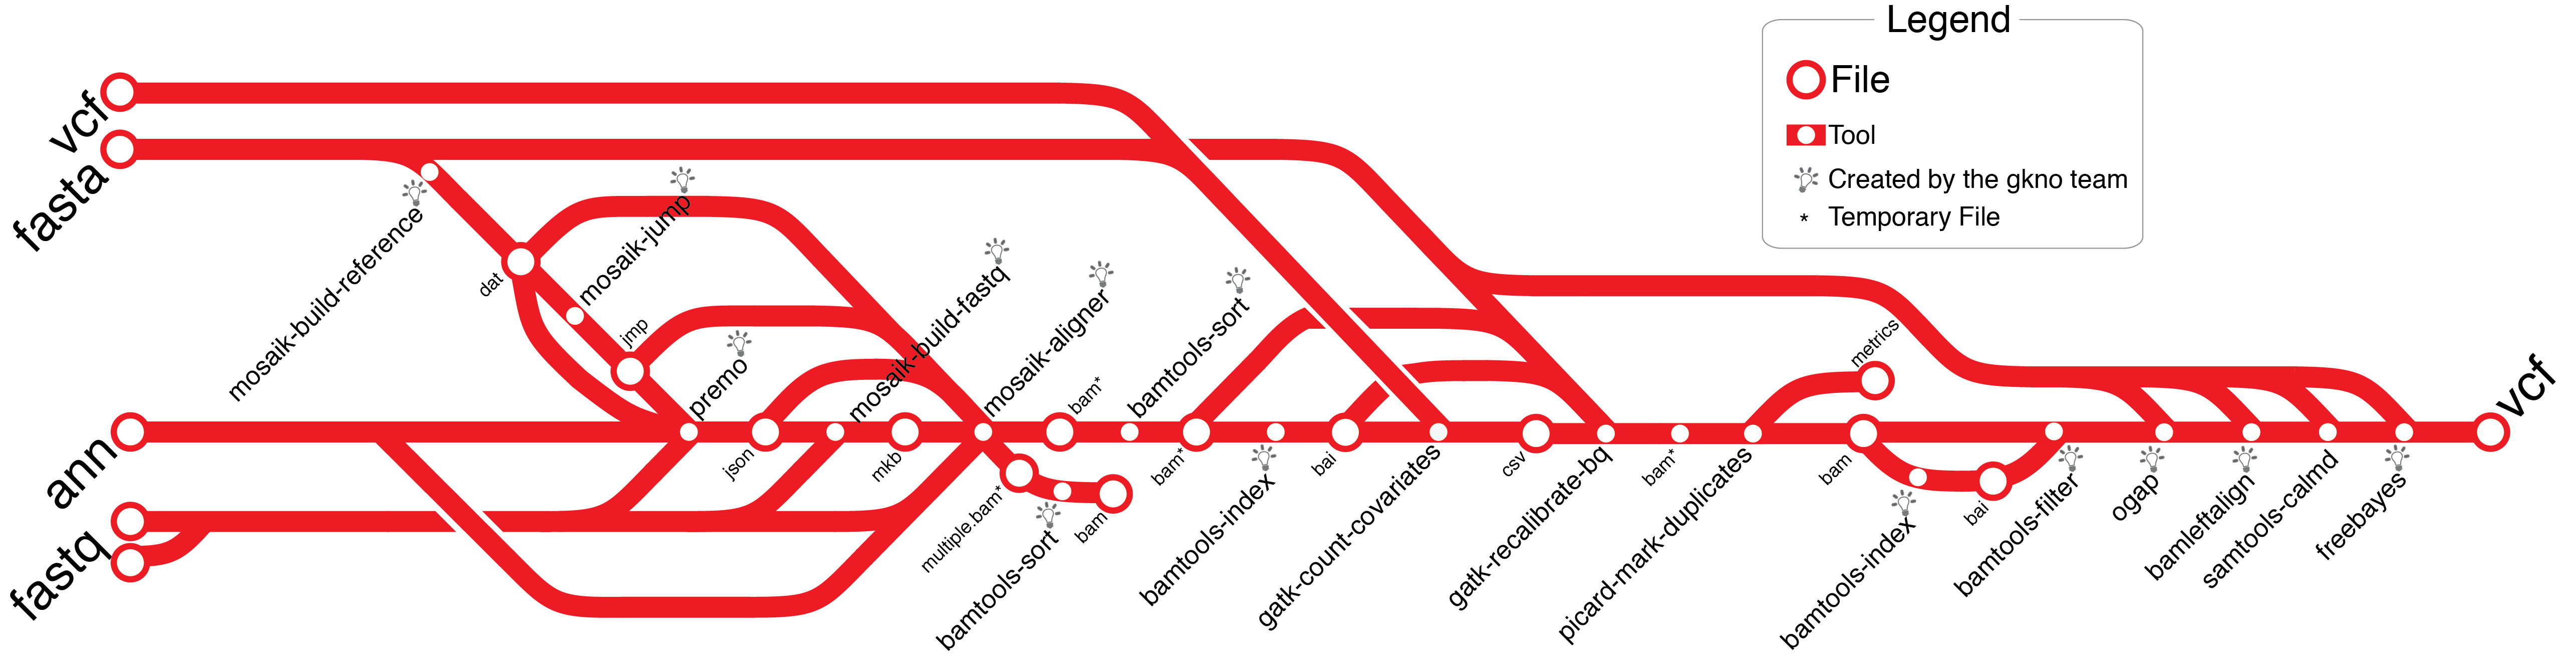 Legend
File
Tool
Created by the gkno team
* Temporary File
vcf
fasta
mosaik-build-reference
dat
mosaik-jump
jmp
premo
ann
fastq
json
mosaik-build-fastq
mkb
mosaik-aligner
bam*
multiple.bam*
bamtools-sort
bam
bamtools-sort
bam*
bamtools-index
bai
gatk-count-covariates
csv
gatk-recalibrate-bq
bam*
picard-mark-duplicates
metrics
bam
bamtools-index
bai
bamtools-filter
ogap
bamleftalign
samtools-calmd
freebayes
vcf